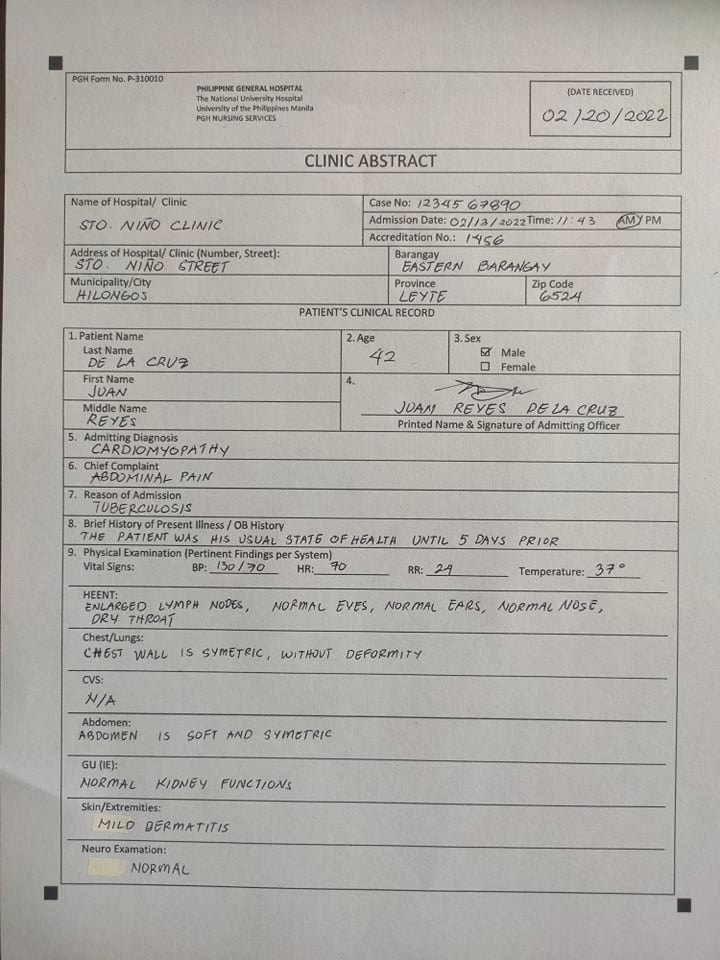 PGH Form No. P-310010
PHILIPPINE GENERAL HOSPITAL
The National University Hospital
University of the Philippines Manila
PGH NURSING SERVICES
(DATE RECEIVED)
02/20/2022
CLINIC ABSTRACT
Name of Hospital/ Clinic
STO. NIÑO CLINIC
Case No: 1234567890
Admission Date: 02/13/2022 Time: 11:43 AM/ PM
Accreditation No.: 1456
Address of Hospital/ Clinic (Number, Street):
STO. NIÑO STREET
Barangay
EASTERN BARANGAY
Municipality/City
HILONGOS
Province
LEYTE
Zip Code
6524
PATIENT'S CLINICAL RECORD
1. Patient Name
Last Name
DE LA CRUZ
2. Age
42
3. Sex
Male
Female
First Name
JUAN
Middle Name
REYES
4.
JUAN REYES DE LA CRUZ
Printed Name & Signature of Admitting Officer
5. Admitting Diagnosis
CARDIOMYOPATHY
6. Chief Complaint
ABDOMINAL PAIN
7. Reason of Admission
TUBERCULOSIS
8. Brief History of Present Illness / OB History
THE PATIENT WAS HIS USUAL STATE OF HEALTH UNTIL 5 DAYS PRIOR
9. Physical Examination (Pertinent Findings per System)
Vital Signs: BP: 130/70 HR: 70 RR: 24 Temperature: 37°
HEENT:
ENLARGED LYMPH NODES, NORMAL EYES, NORMAL EARS, NORMAL NOSE,
DRY THROAT
Chest/Lungs:
CHEST WALL IS SYMETRIC, WITHOUT DEFORMITY
CVS:
N/A
Abdomen:
ABDOMEN IS SOFT AND SYMETRIC
GU (IE):
NORMAL KIDNEY FUNCTIONS
Skin/Extremities:
MILD DERMATITIS
Neuro Examation:
NORMAL